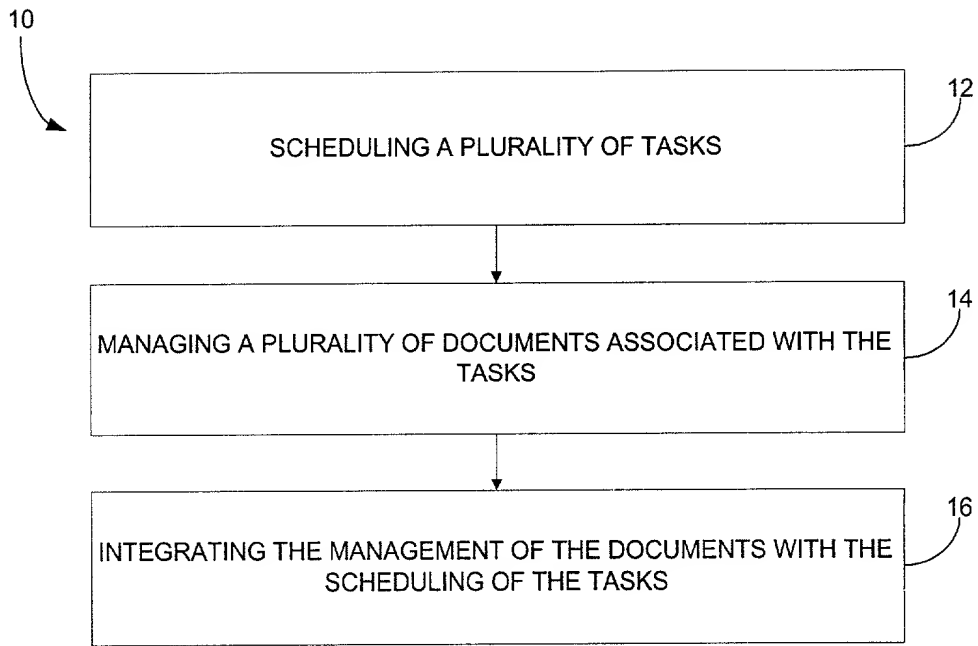 10
12
SCHEDULING A PLURALITY OF TASKS
14
MANAGING A PLURALITY OF DOCUMENTS ASSOCIATED WITH THE
TASKS
16
INTEGRATING THE MANAGEMENT OF THE DOCUMENTS WITH THE
SCHEDULING OF THE TASKS